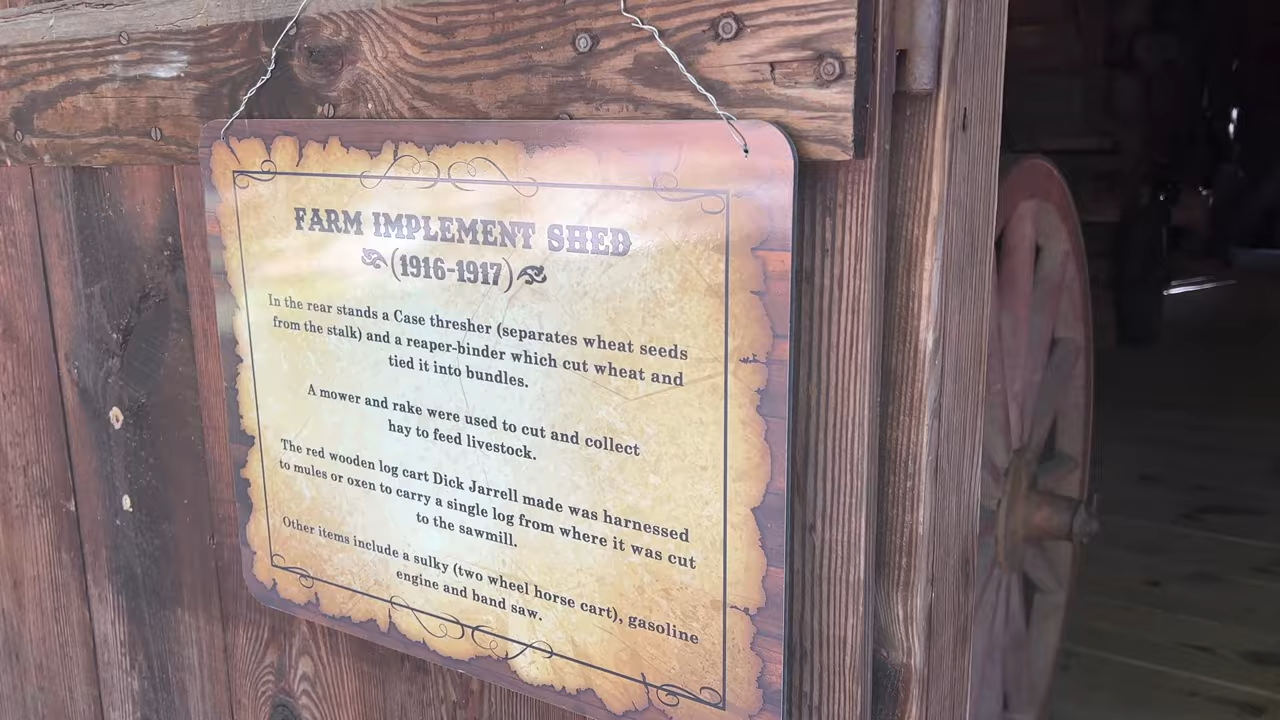 FARM IMPLEMENT SHED
(1916-1917)
In the rear stands a Case thresher (separates wheat seeds
from the stalk) and a reaper-binder which cut wheat and
tied it into bundles.
A mower and rake were used to cut and collect
hay to feed livestock.
The red wooden log cart Dick Jarrell made was harnessed
to mules or oxen to carry a single log from where it was cut
to the sawmill.
Other items include a sulky (two wheel horse cart), gasoline
engine and band saw.